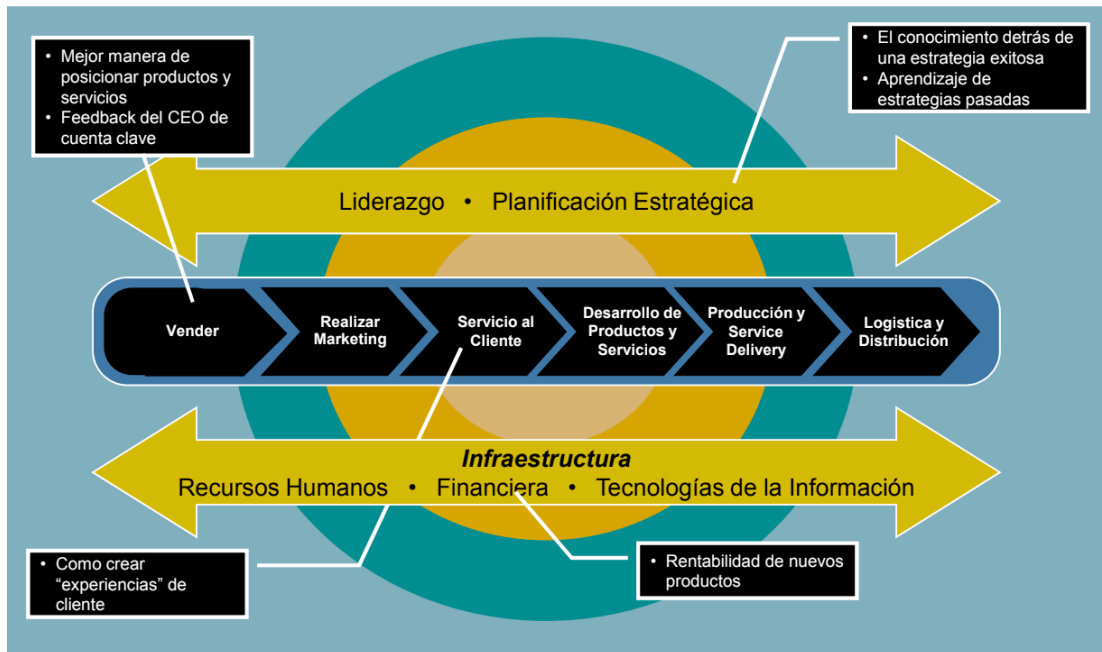 • Mejor manera de
posicionar productos y
servicios
• Feedback del CEO de
cuenta clave
• El conocimiento detrás de
una estrategia exitosa
• Aprendizaje de
estrategias pasadas
Liderazgo • Planificación Estratégica
Vender
Realizar
Marketing
Servicio al
Cliente
Desarrollo de
Productos y
Servicios
Producción y
Service
Delivery
Logistica y
Distribución
Infraestructura
Recursos Humanos • Financiera • Tecnologías de la Información
• Como crear
“experiencias” de
cliente
• Rentabilidad de nuevos
productos